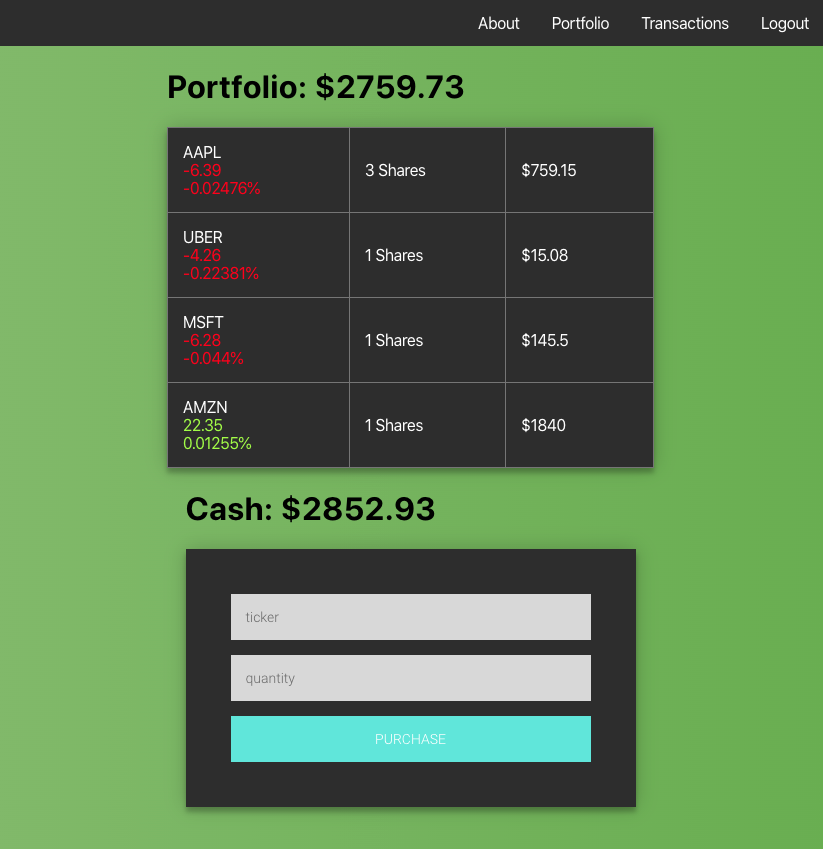 About Portfolio Transactions Logout
Portfolio: $2759.73
AAPL
-6.39
-0.02476%
3 Shares
$759.15
UBER
-4.26
-0.22381%
1 Shares
$15.08
MSFT
-6.28
-0.044%
1 Shares
$145.5
AMZN
22.35
0.01255%
1 Shares
$1840
Cash: $2852.93
ticker
quantity
PURCHASE